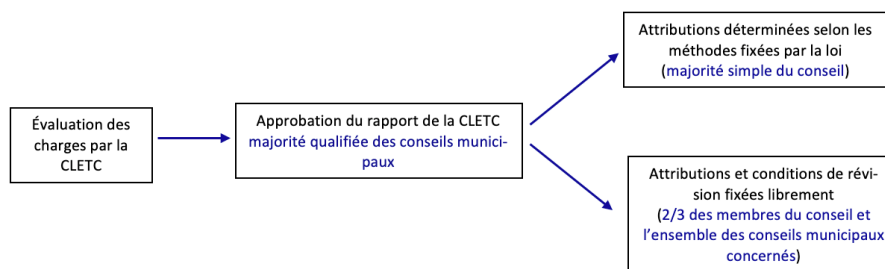 Évaluation des
charges par la
CLETC
Approbation du rapport de la CLETC
majorité qualifiée des conseils munici-
paux
Attributions déterminées selon les
méthodes fixées par la loi
(majorité simple du conseil)
Attributions et conditions de révi-
sion fixées librement
(2/3 des membres du conseil et
l’ensemble des conseils municipaux
concernés)